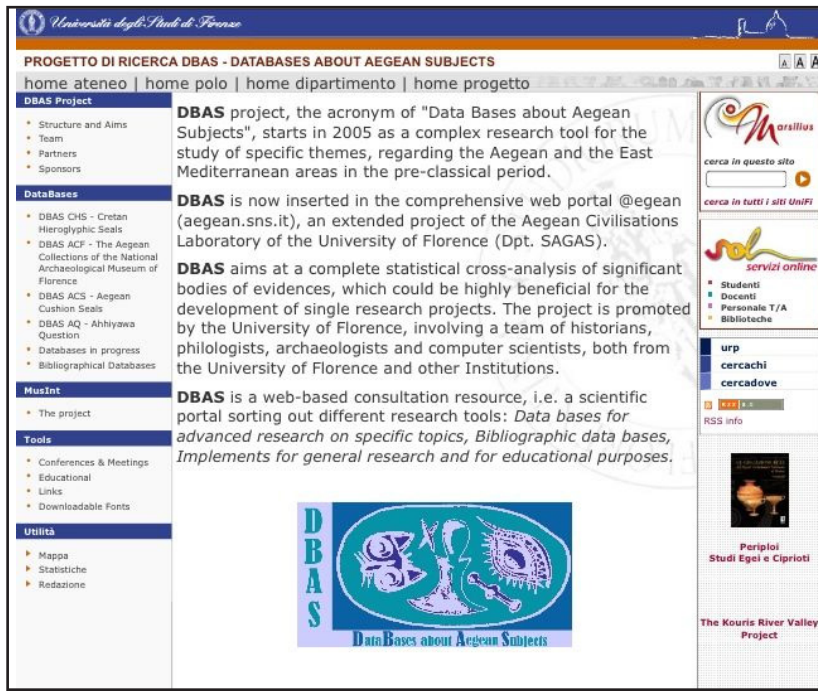 Università degli Studi di Firenze
PROGETTO DI RICERCA DBAS - DATABASES ABOUT AEGEAN SUBJECTS
A A A
home ateneo | home polo | home dipartimento | home progetto
DBAS Project
Structure and Aims
Team
Partners
Sponsors
DataBases
DBAS CHS - Cretan
Hieroglyphic Seals
DBAS ACF - The Aegean
Collections of the National
Archaeological Museum of
Florence
DBAS ACS - Aegean
Cushion Seals
DBAS AQ - Ahhiyawa
Question
Databases in progress
Bibliographical Databases
MusInt
The project
Tools
Conferences & Meetings
Educational
Links
Downloadable Fonts
Utilità
Mappa
Statistiche
Redazione
DBAS project, the acronym of "Data Bases about Aegean
Subjects", starts in 2005 as a complex research tool for the
study of specific themes, regarding the Aegean and the East
Mediterranean areas in the pre-classical period.
DBAS is now inserted in the comprehensive web portal @egean
(aegean.sns.it), an extended project of the Aegean Civilisations
Laboratory of the University of Florence (Dpt. SAGAS).
DBAS aims at a complete statistical cross-analysis of significant
bodies of evidences, which could be highly beneficial for the
development of single research projects. The project is promoted
by the University of Florence, involving a team of historians,
philologists, archaeologists and computer scientists, both from
the University of Florence and other Institutions.
DBAS is a web-based consultation resource, i.e. a scientific
portal sorting out different research tools: Data bases for
advanced research on specific topics, Bibliographic data bases,
Implements for general research and for educational purposes.
DBAS
DataBases about Aegean Subjects
Marsilius
cerca in questo sito
cerca in tutti i siti UniFi
sol
servizi online
Studenti
Docenti
Personale T/A
Biblioteche
urp
cercachi
cercadove
RSS info
Periploi
Studi Egei e Ciprioti
The Kouris River Valley
Project